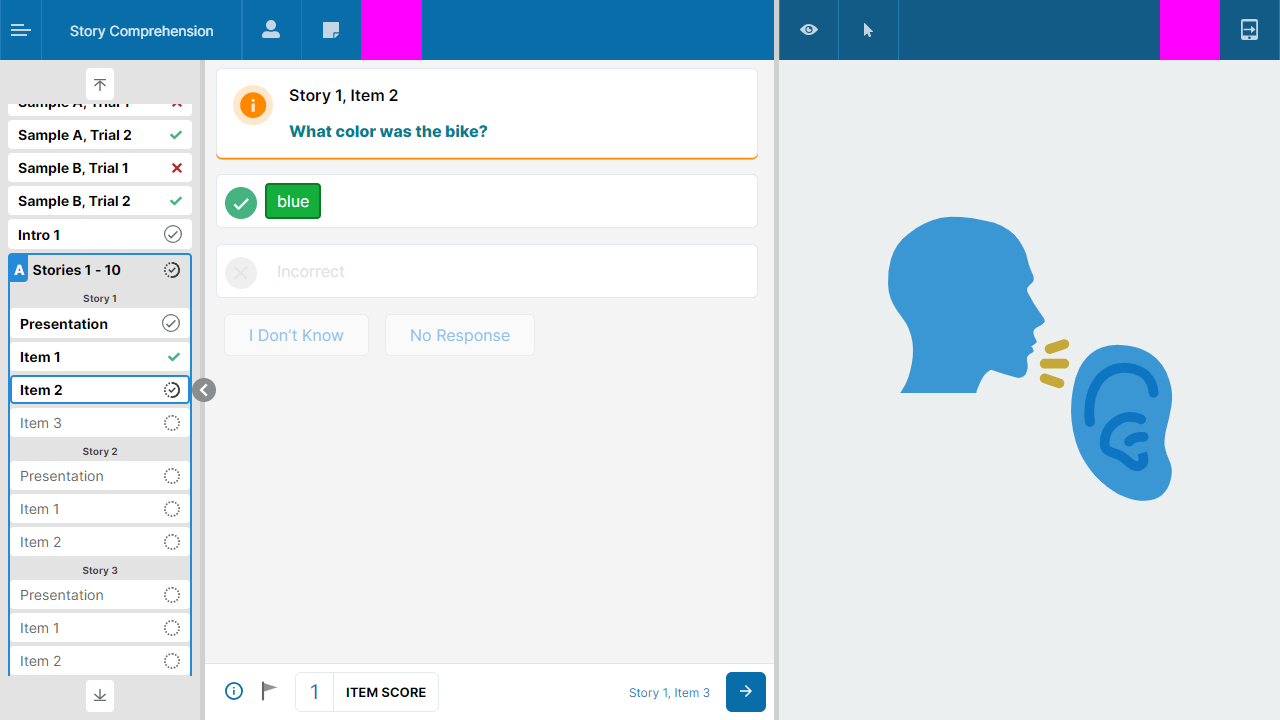 Story Comprehension
Sample A, Trial 1
Sample A, Trial 2
Sample B, Trial 1
Sample B, Trial 2
Intro 1
A Stories 1 - 10
Story 1
Presentation
Item 1
Item 2
Item 3
Story 2
Presentation
Item 1
Item 2
Story 3
Presentation
Item 1
Item 2
Story 1, Item 2
What color was the bike?
blue
Incorrect
I Don't Know
No Response
1 ITEM SCORE
Story 1, Item 3